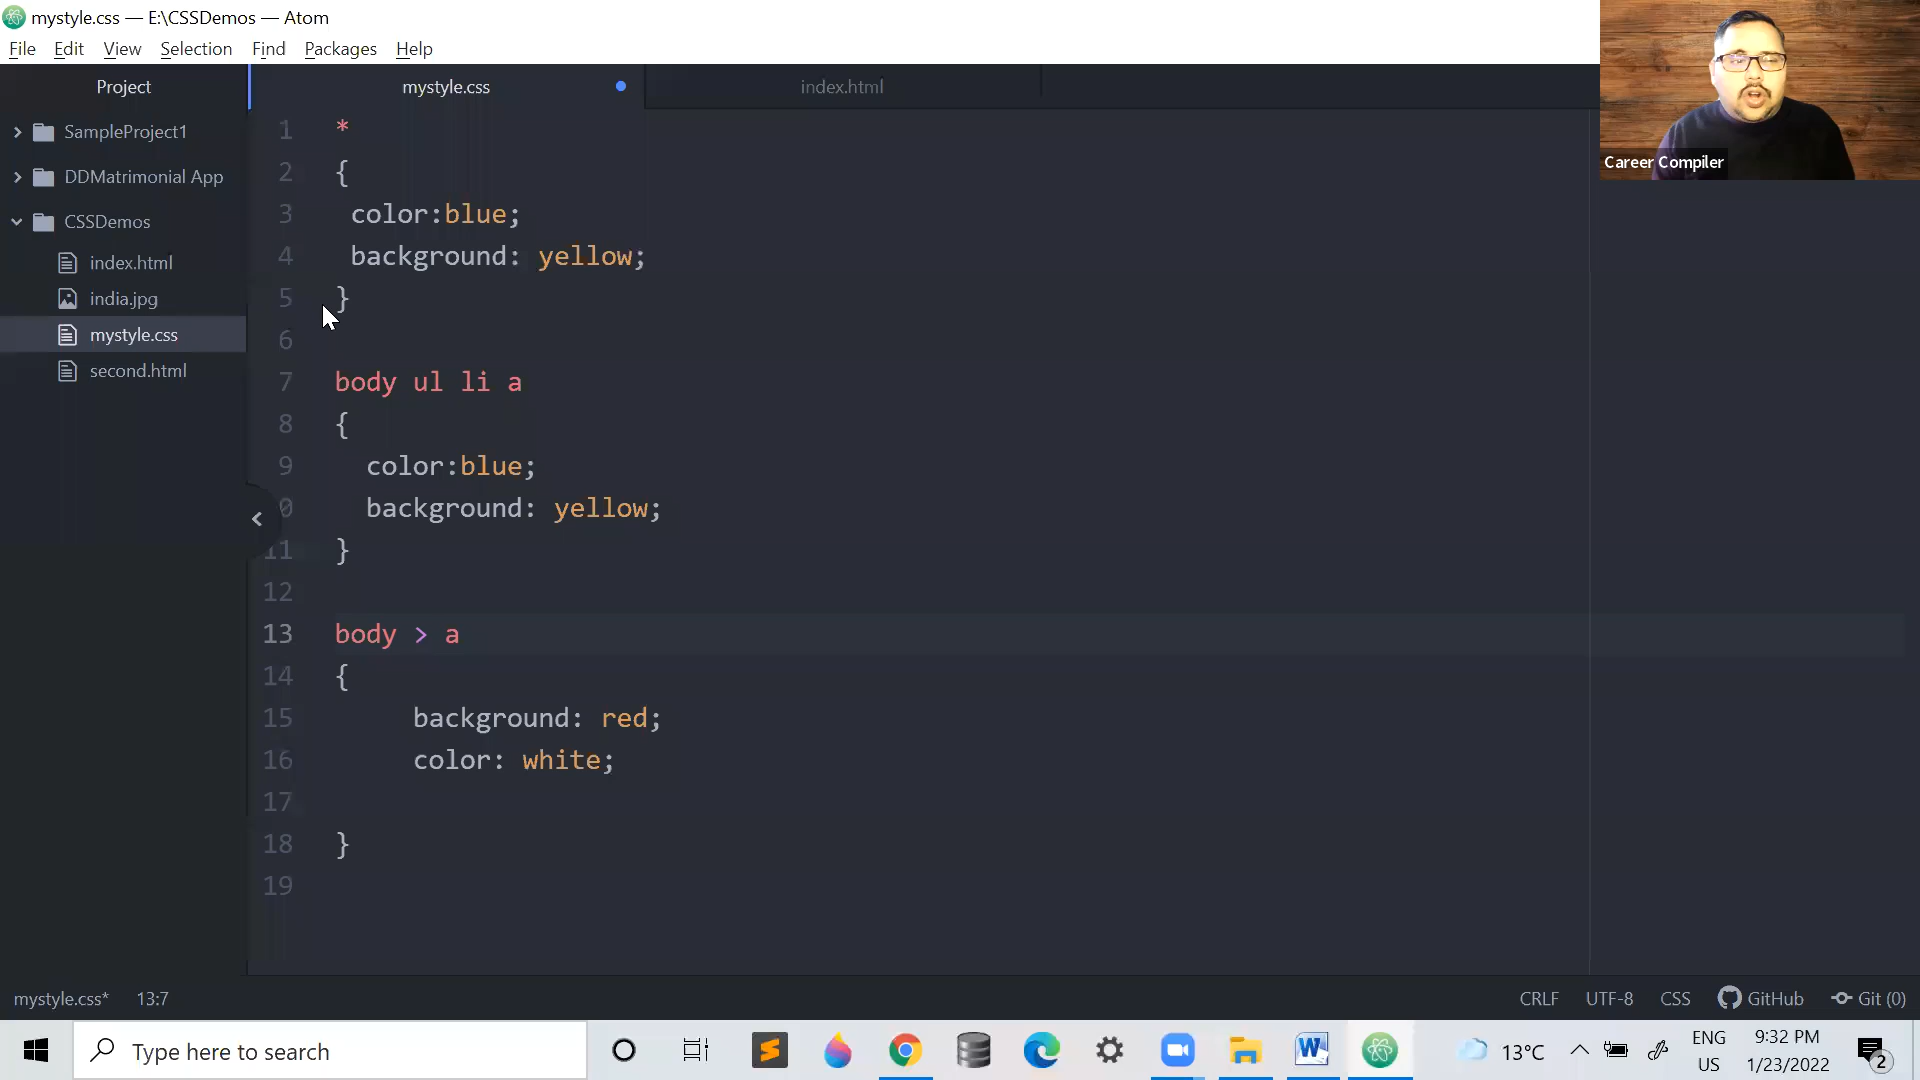 mystyle.css — E:\CSSDemos — Atom
File Edit View Selection Find Packages Help
Project
mystyle.css
index.html
SampleProject1
DDMatrimonial App
CSSDemos
index.html
india.jpg
mystyle.css
second.html
1 *
2 {
3 color:blue;
4 background: yellow;
5 }
6
7 body ul li a
8 {
9 color:blue;
0 background: yellow;
11 }
12
13 body > a
14 {
15 background: red;
16 color: white;
17
18 }
19
Career Compiler
mystyle.css* 13:7
CRLF UTF-8 CSS GitHub Git (0)
Type here to search
13°C
ENG
US
9:32 PM
1/23/2022
2